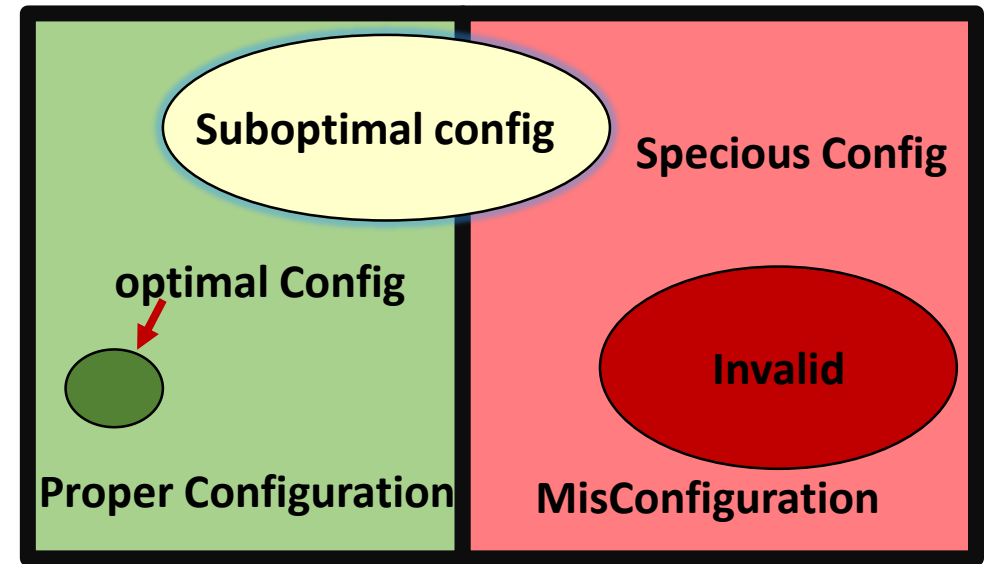 Suboptimal config
Specious Config
optimal Config
Invalid
Proper Configuration
MisConfiguration